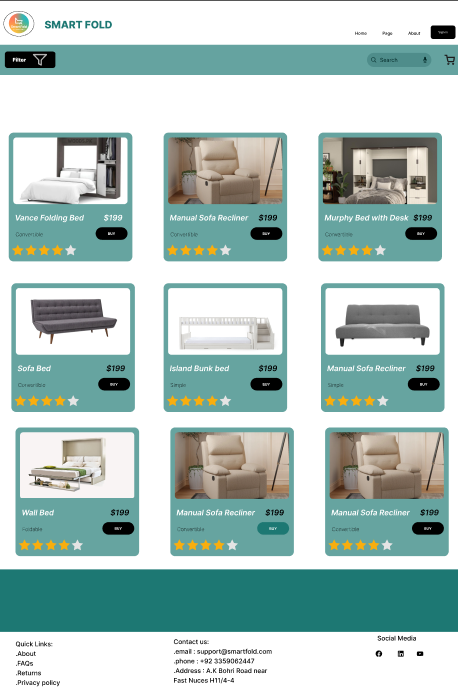 SMART FOLD
Home Page About Sign in
Filter
Search
Vance Folding Bed $199
Convertible BUY
Manual Sofa Recliner $199
Convertible BUY
Murphy Bed with Desk $199
Convertible BUY
Sofa Bed $199
Convertible BUY
Island Bunk bed $199
Simple BUY
Manual Sofa Recliner $199
Simple BUY
Wall Bed $199
Foldable BUY
Manual Sofa Recliner $199
Convertible BUY
Manual Sofa Recliner $199
Convertible BUY
Quick Links:
.About
.FAQs
.Returns
.Privacy policy
Contact us:
.email : support@smartfold.com
.phone : +92 3359062447
.Address : A.K Bohri Road near
Fast Nuces H11/4-4
Social Media